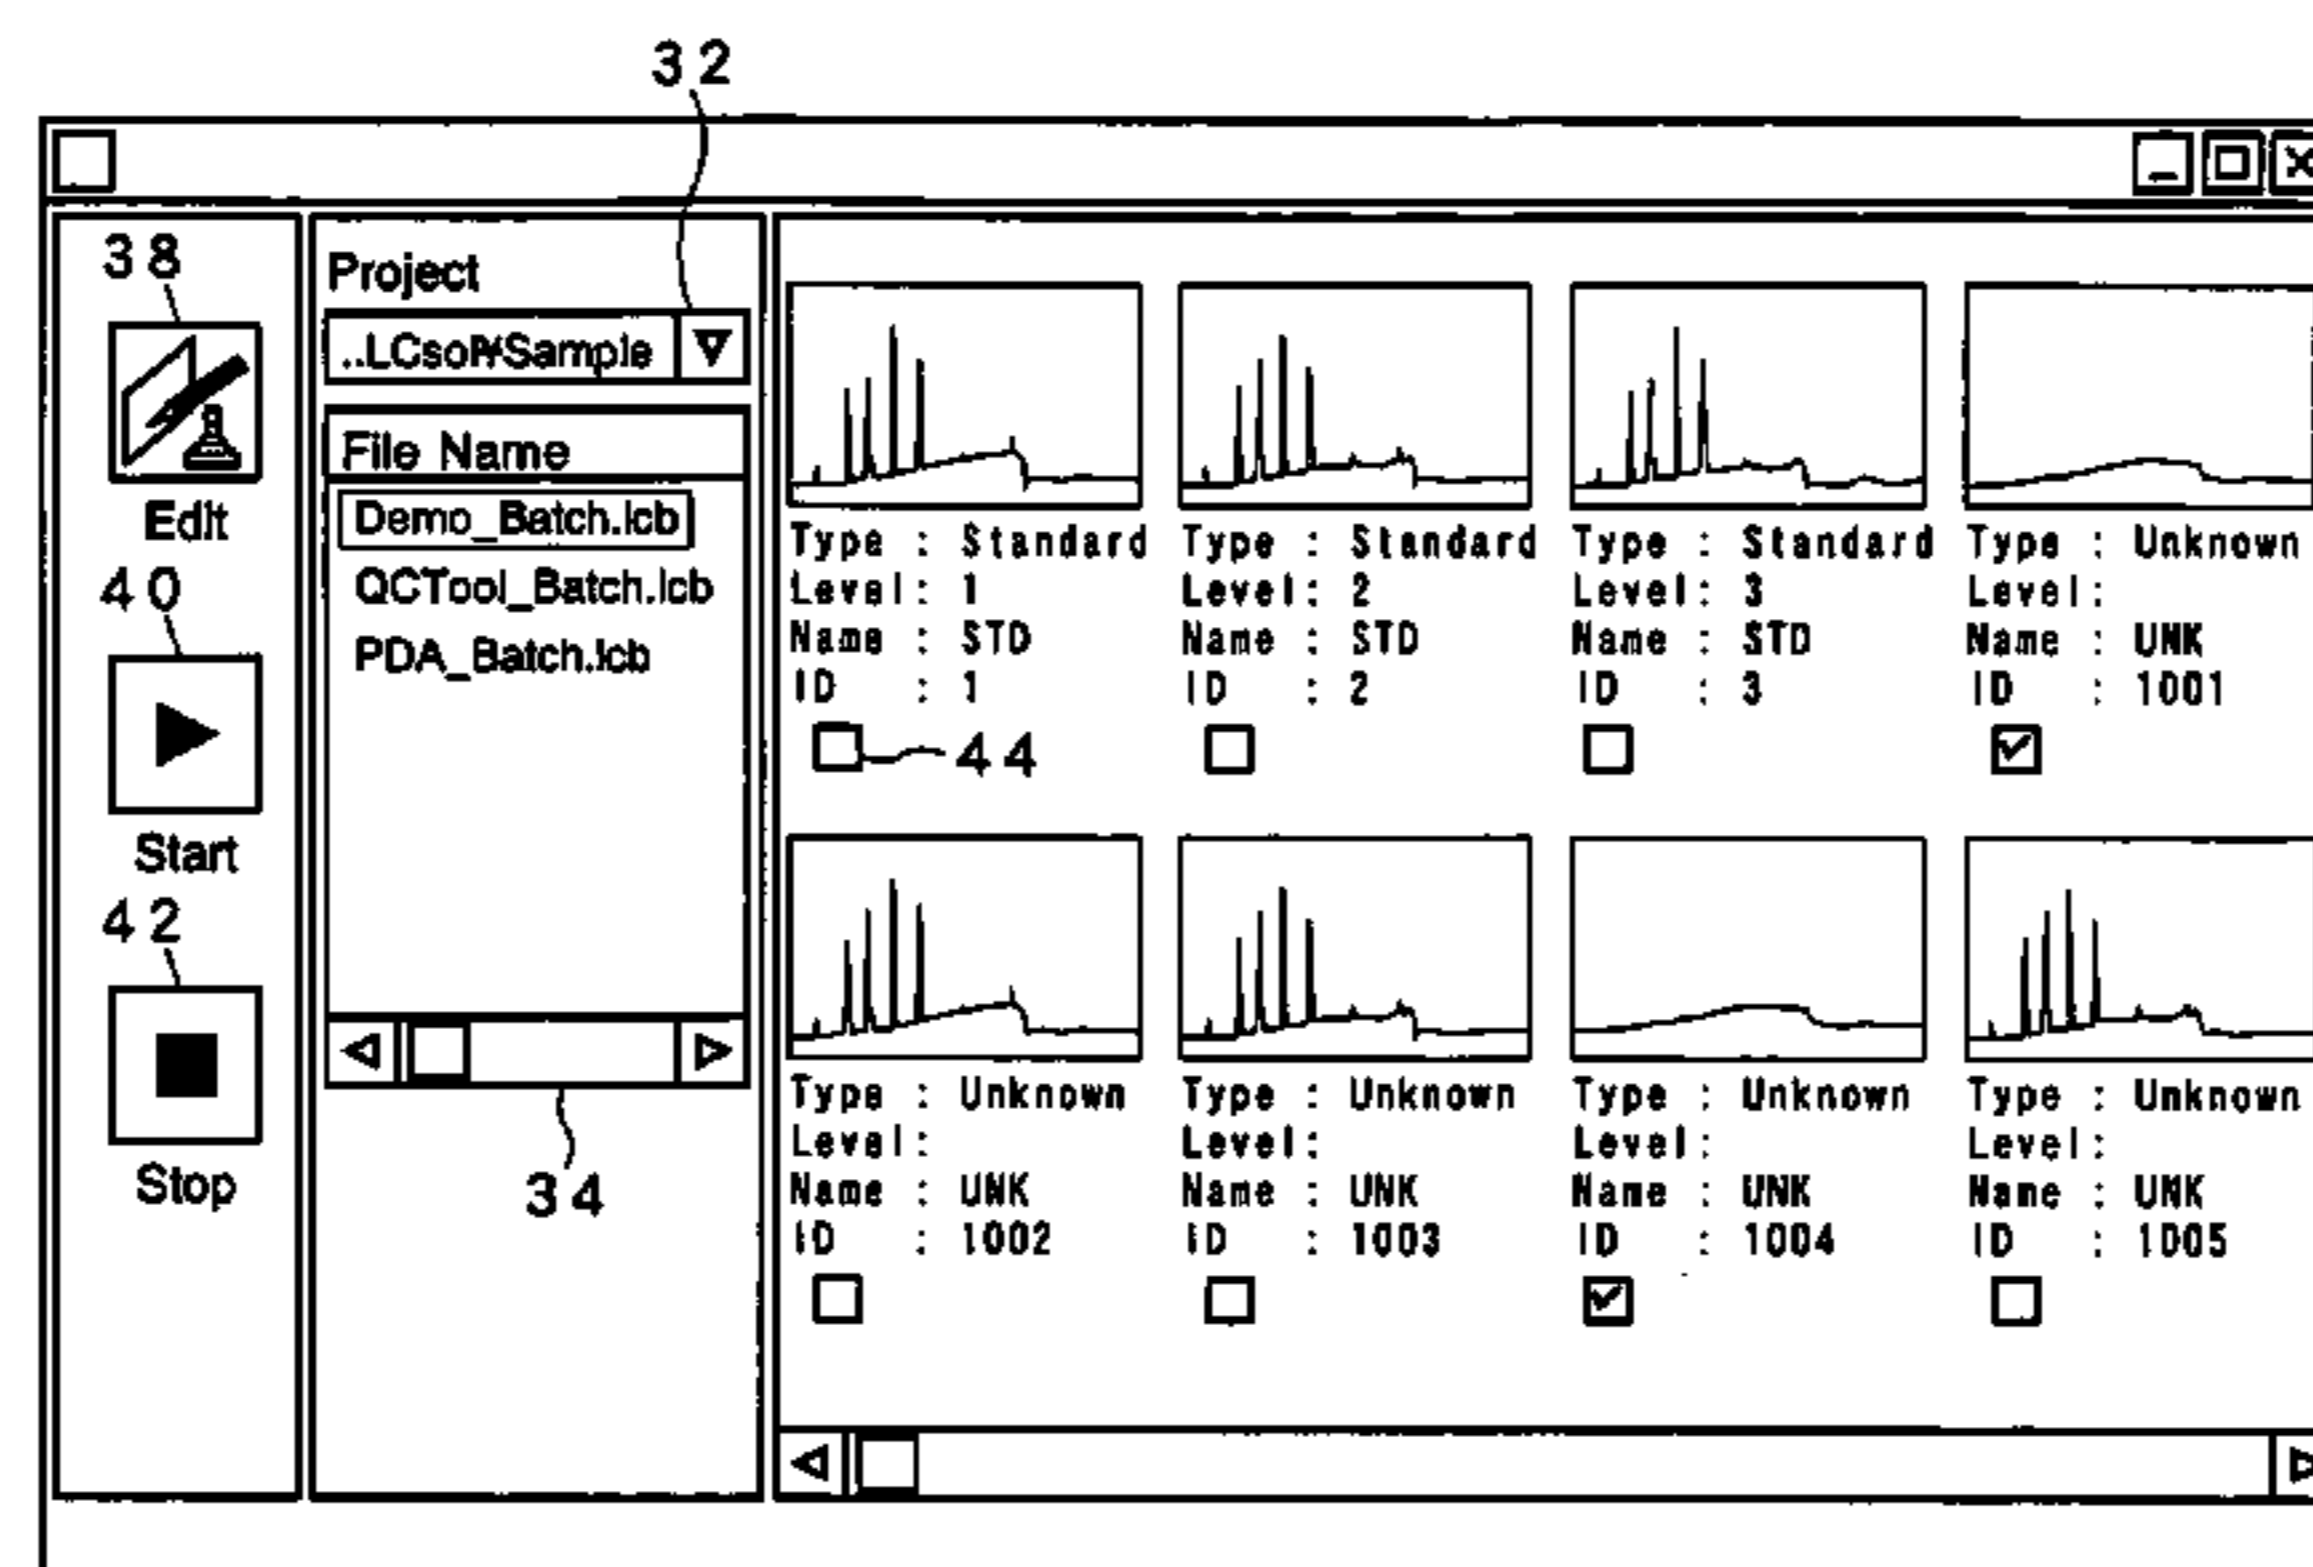 32
38
Edit
40
Start
42
Stop
Project
..LCsol¥Sample
File Name
Demo_Batch.lcb
QCTool_Batch.lcb
PDA_Batch.lcb
34
Type : Standard
Level: 1
Name : STD
ID : 1
44
Type : Standard
Level: 2
Name : STD
ID : 2
Type : Standard
Level: 3
Name : STD
ID : 3
Type : Unknown
Level:
Name : UNK
ID : 1001
Type : Unknown
Level:
Name : UNK
ID : 1002
Type : Unknown
Level:
Name : UNK
ID : 1003
Type : Unknown
Level:
Name : UNK
ID : 1004
Type : Unknown
Level:
Name : UNK
ID : 1005